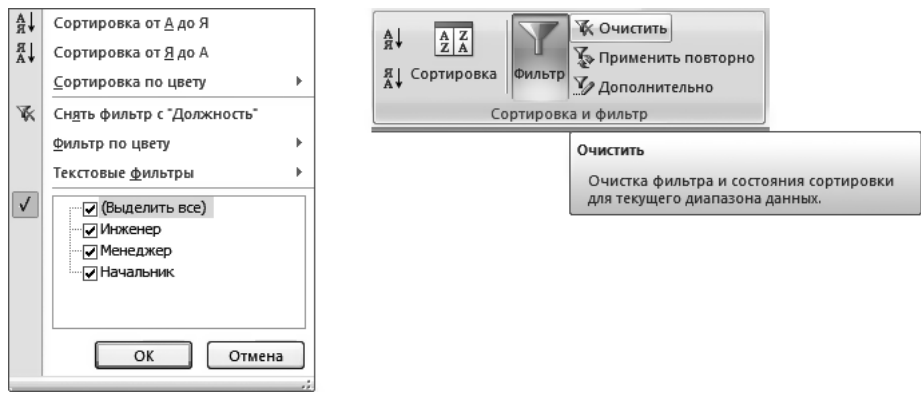 Сортировка от А до Я
Сортировка от Я до А
Сортировка по цвету
Снять фильтр с "Должность"
Фильтр по цвету
Текстовые фильтры
(Выделить все)
Инженер
Менеджер
Начальник
ОК
Отмена
Сортировка
Фильтр
Очистить
Применить повторно
Дополнительно
Сортировка и фильтр
Очистить
Очистка фильтра и состояния сортировки
для текущего диапазона данных.